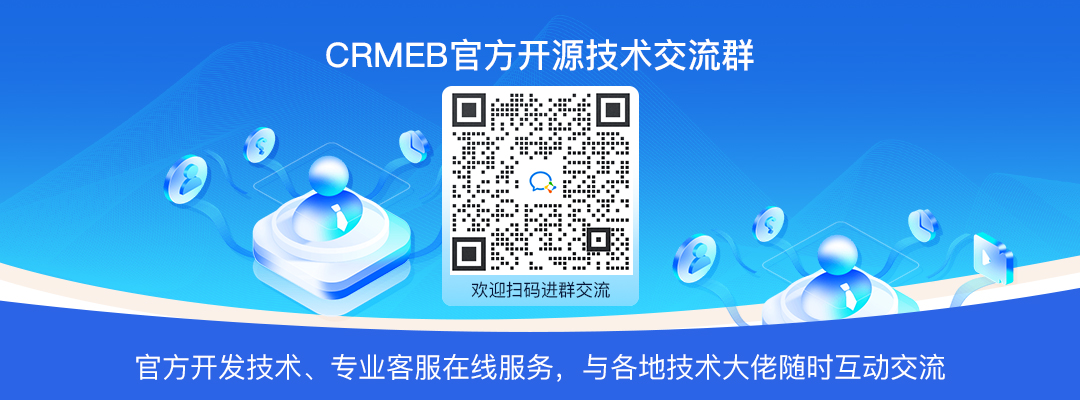 CRMEB官方开源技术交流群
欢迎扫码进群交流
官方开发技术、专业客服在线服务，与各地技术大佬随时互动交流